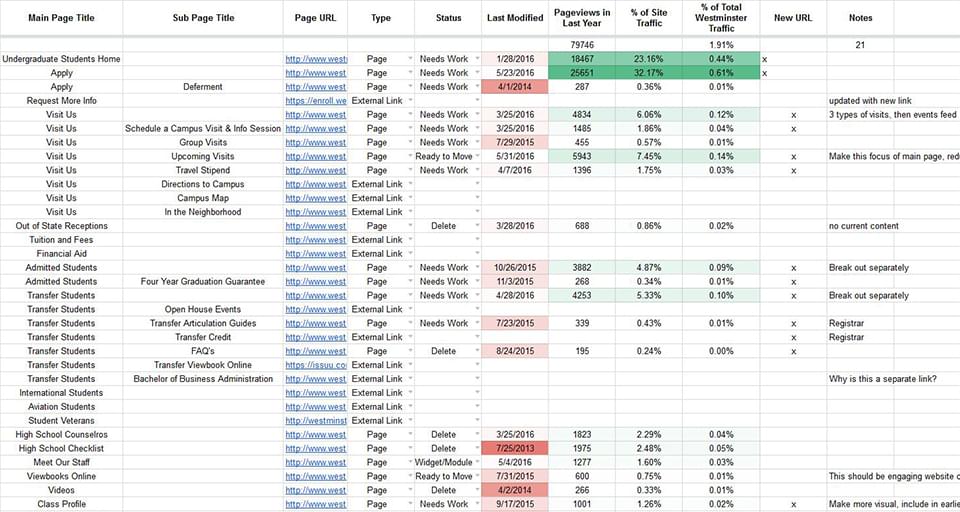 Main Page Title Sub Page Title Page URL Type Status Last Modified Pageviews in Last Year % of Site Traffic % of Total Westminster Traffic New URL Notes
79746 1.91% 21
Undergraduate Students Home http://www.west Page Needs Work 1/28/2016 18467 23.16% 0.44% x
Apply http://www.west Page Needs Work 5/23/2016 25651 32.17% 0.61% x
Apply Deferment http://www.west Page Needs Work 4/1/2014 287 0.36% 0.01%
Request More Info https://enroll.we External Link updated with new link
Visit Us http://www.west Page Needs Work 3/25/2016 4834 6.06% 0.12% x 3 types of visits, then events feed
Visit Us Schedule a Campus Visit & Info Session http://www.west Page Needs Work 3/25/2016 1485 1.86% 0.04% x
Visit Us Group Visits http://www.west Page Needs Work 7/29/2015 455 0.57% 0.01%
Visit Us Upcoming Visits http://www.west Page Ready to Move 5/31/2016 5943 7.45% 0.14% x Make this focus of main page, red
Visit Us Travel Stipend http://www.west Page Needs Work 4/7/2016 1396 1.75% 0.03% x
Visit Us Directions to Campus http://www.west External Link
Visit Us Campus Map http://www.west External Link
Visit Us In the Neighborhood http://www.west External Link
Out of State Receptions http://www.west Page Delete 3/28/2016 688 0.86% 0.02% no current content
Tuition and Fees http://www.west External Link
Financial Aid http://www.west External Link
Admitted Students http://www.west Page Needs Work 10/26/2015 3882 4.87% 0.09% x Break out separately
Admitted Students Four Year Graduation Guarantee http://www.west Page Needs Work 11/3/2015 268 0.34% 0.01% x
Transfer Students http://www.west Page Needs Work 4/28/2016 4253 5.33% 0.10% x Break out separately
Transfer Students Open House Events http://www.west External Link
Transfer Students Transfer Articulation Guides http://www.west Page Needs Work 7/23/2015 339 0.43% 0.01% x Registrar
Transfer Students Transfer Credit http://www.west External Link x Registrar
Transfer Students FAQ's http://www.west Page Delete 8/24/2015 195 0.24% 0.00% x
Transfer Students Transfer Viewbook Online https://issuu.co External Link
Transfer Students Bachelor of Business Administration http://www.west External Link Why is this a separate link?
International Students http://www.west External Link
Aviation Students http://www.west External Link
Student Veterans http://westminst External Link
High School Counselros http://www.west Page Delete 3/25/2016 1823 2.29% 0.04%
High School Checklist http://www.west Page Delete 7/25/2013 1975 2.48% 0.05%
Meet Our Staff http://www.west Page Widget/Module 5/4/2016 1277 1.60% 0.03%
Viewbooks Online http://www.west Page Ready to Move 7/31/2015 600 0.75% 0.01% This should be engaging website c
Videos http://www.west Page Delete 4/2/2014 266 0.33% 0.01%
Class Profile http://www.west Page Needs Work 9/17/2015 1001 1.26% 0.02% x Make more visual, include in earlie